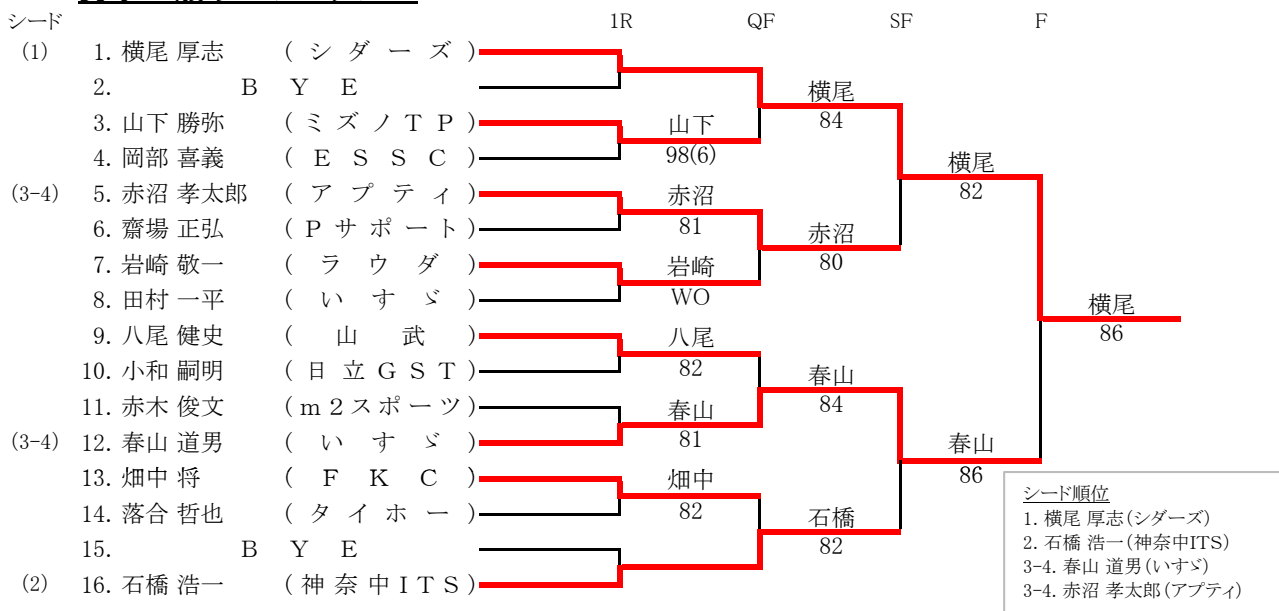 シード 1R QF SF F
(1) 1. 横尾 厚志 (シダーズ)
2. BYE
横尾
84
3. 山下 勝弥 (ミズノTP)
山下
98(6)
4. 岡部 喜義 (ESSC)
横尾
82
(3-4) 5. 赤沼 孝太郎 (アプティ)
赤沼
81
6. 齋場 正弘 (Pサポート)
赤沼
80
7. 岩崎 敬一 (ラウダ)
岩崎
WO
8. 田村 一平 (いすゞ)
横尾
86
9. 八尾 健史 (山武)
八尾
82
10. 小和 嗣明 (日立GST)
春山
84
11. 赤木 俊文 (m2スポーツ)
春山
81
(3-4) 12. 春山 道男 (いすゞ)
春山
86
13. 畑中 将 (FKC)
畑中
82
14. 落合 哲也 (タイホー)
石橋
82
15. BYE
(2) 16. 石橋 浩一 (神奈中ITS)
シード順位
1. 横尾 厚志(シダーズ)
2. 石橋 浩一(神奈中ITS)
3-4. 春山 道男(いすゞ)
3-4. 赤沼 孝太郎(アプティ)